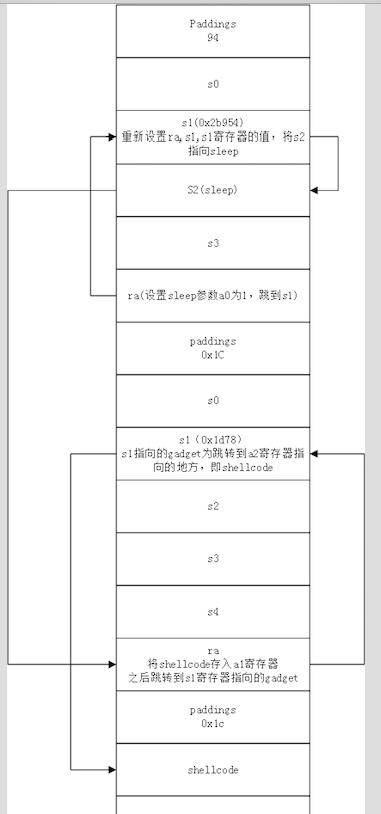 Paddings
94
s0
s1(0x2b954)
重新设置ra,s1,s1寄存器的值，将s2
指向sleep
S2(sleep)
s3
ra(设置sleep参数a0为1，跳到s1)
paddings
0x1C
s0
s1（0x1d78）
s1指向的gadget为跳转到a2寄存器指
向的地方，即shellcode
s2
s3
s4
ra
将shellcode存入a1寄存器
之后跳转到s1寄存器指向的gadget
paddings
0x1c
shellcode